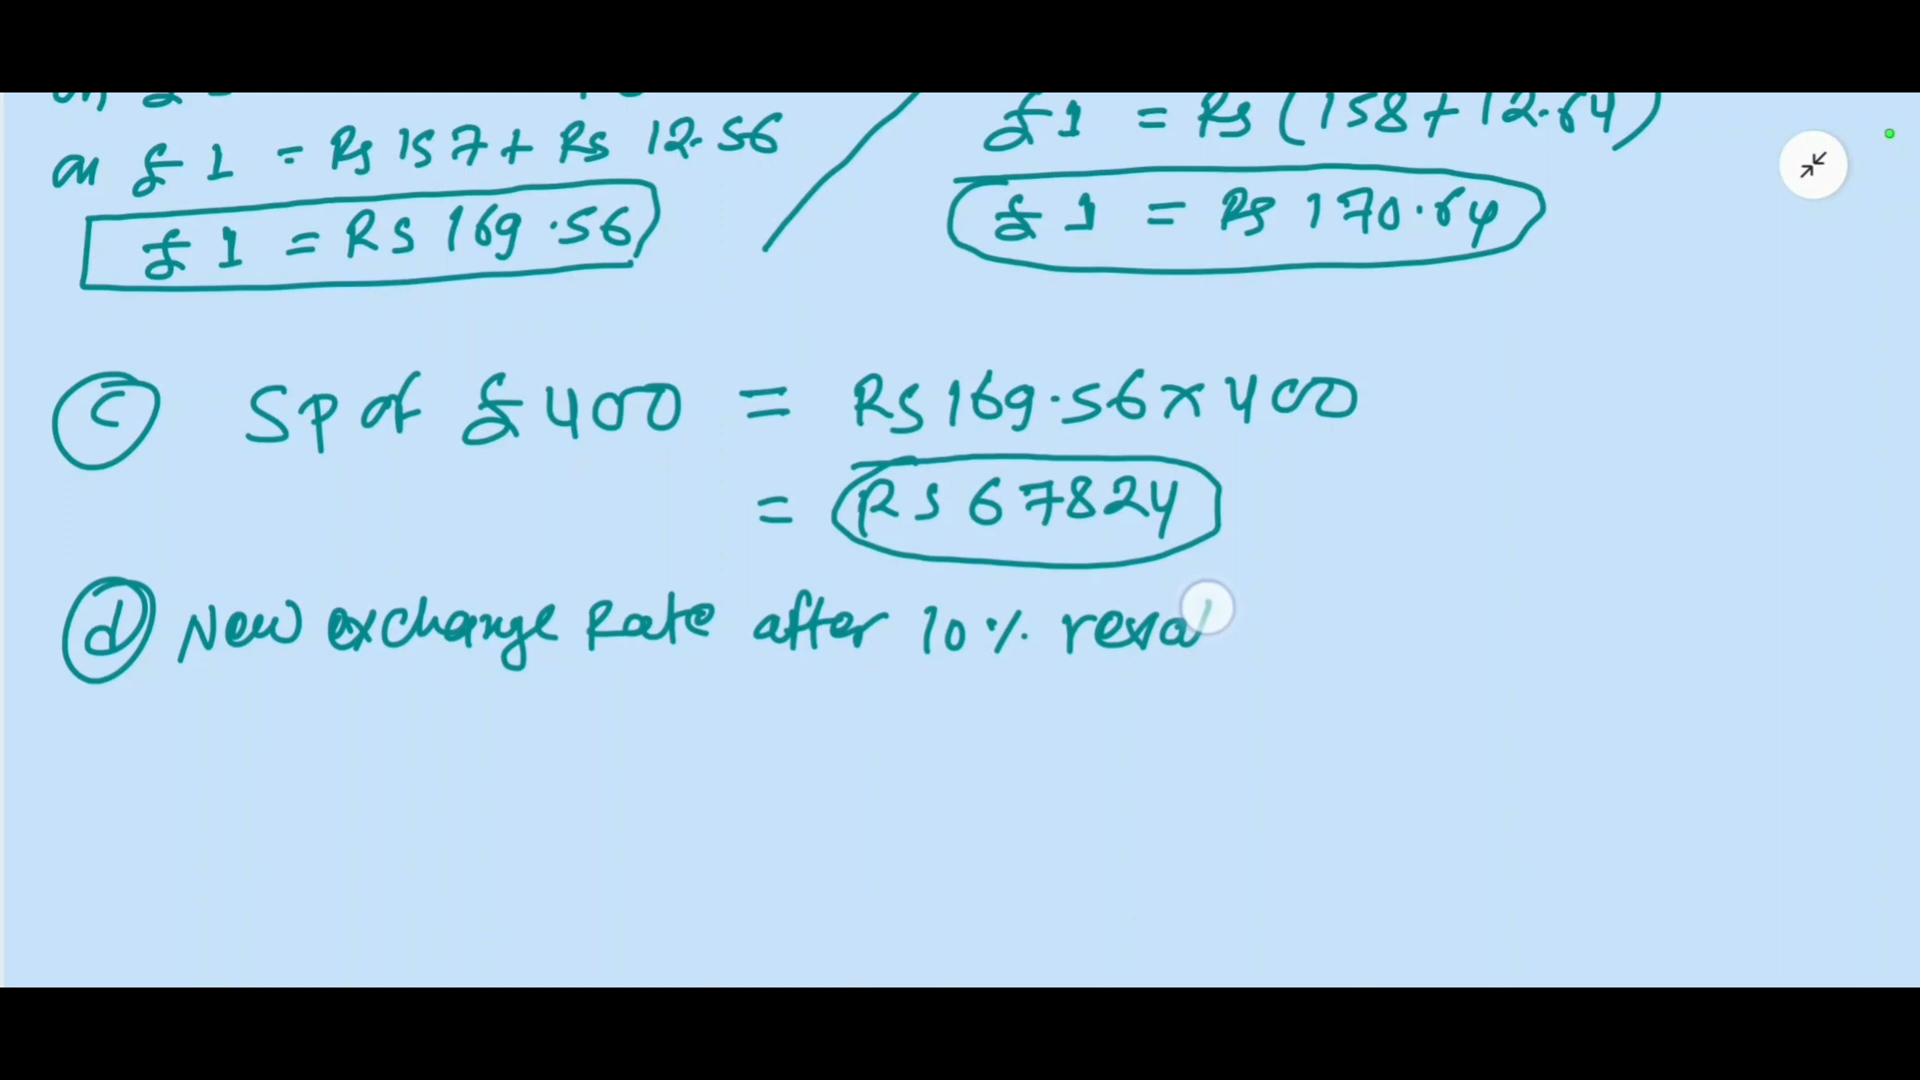 or £ 1 = Rs 157 + Rs 12.56
£ 1 = Rs 169.56
£ 1 = Rs (158 + 12.64)
£ 1 = Rs 170.64
c Sp of £ 400 = Rs 169.56 x 400
= Rs 67824
d New exchange Rate after 10% reva